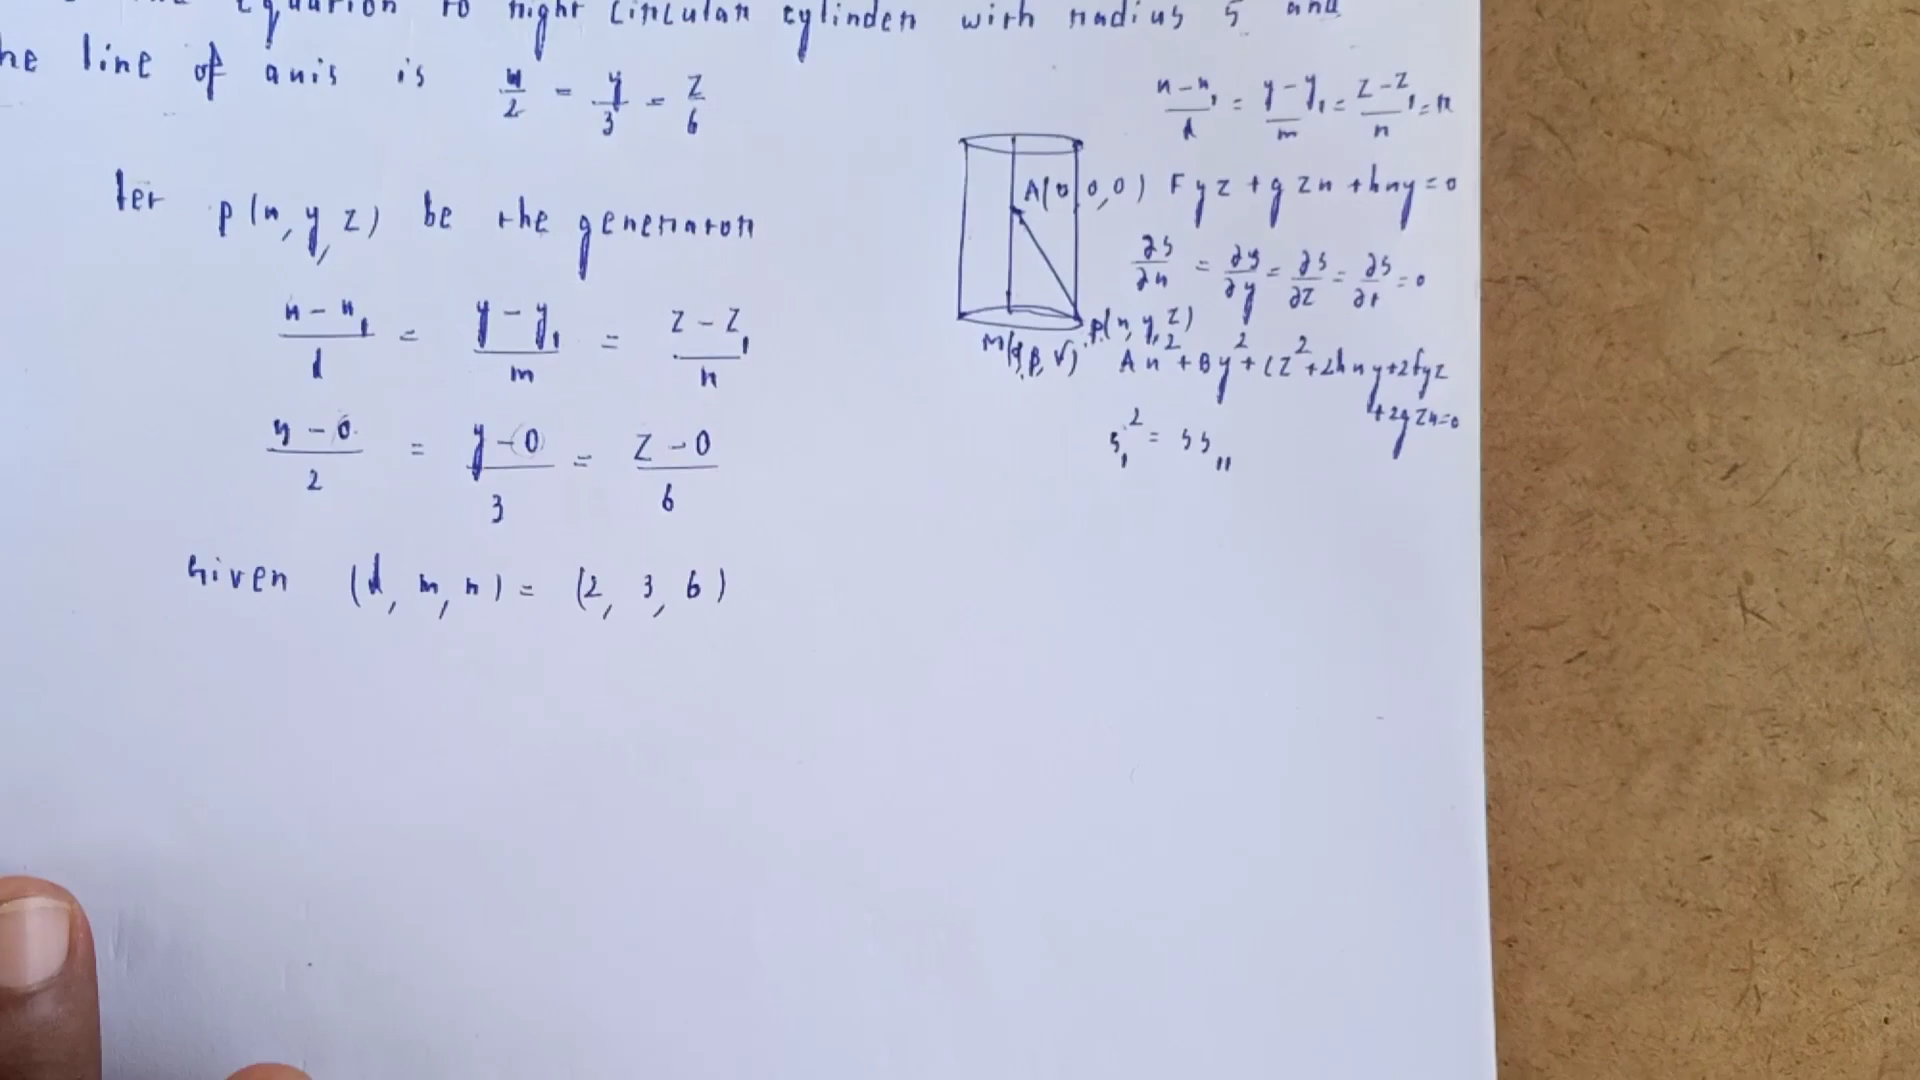 Equation to right circular cylinder with radius 5 and
the line of axis is x/2 = y/3 = z/6
let P(x, y, z) be the generator
(x - x₁)/l = (y - y₁)/m = (z - z₁)/n
(x - 0)/2 = (y - 0)/3 = (z - 0)/6
Given (l, m, n) = (2, 3, 6)
(x - x₁)/l = (y - y₁)/m = (z - z₁)/n = r
A(0, 0, 0)
Fyz + gzx + hxy = 0
∂s/∂x = ∂s/∂y = ∂s/∂z = ∂s/∂t = 0
P(x, y, z)
M(α, β, γ)
Ax² + By² + Cz² + 2hxy + 2fyz
+ 2gzx = 0
s₁² = ss₁₁